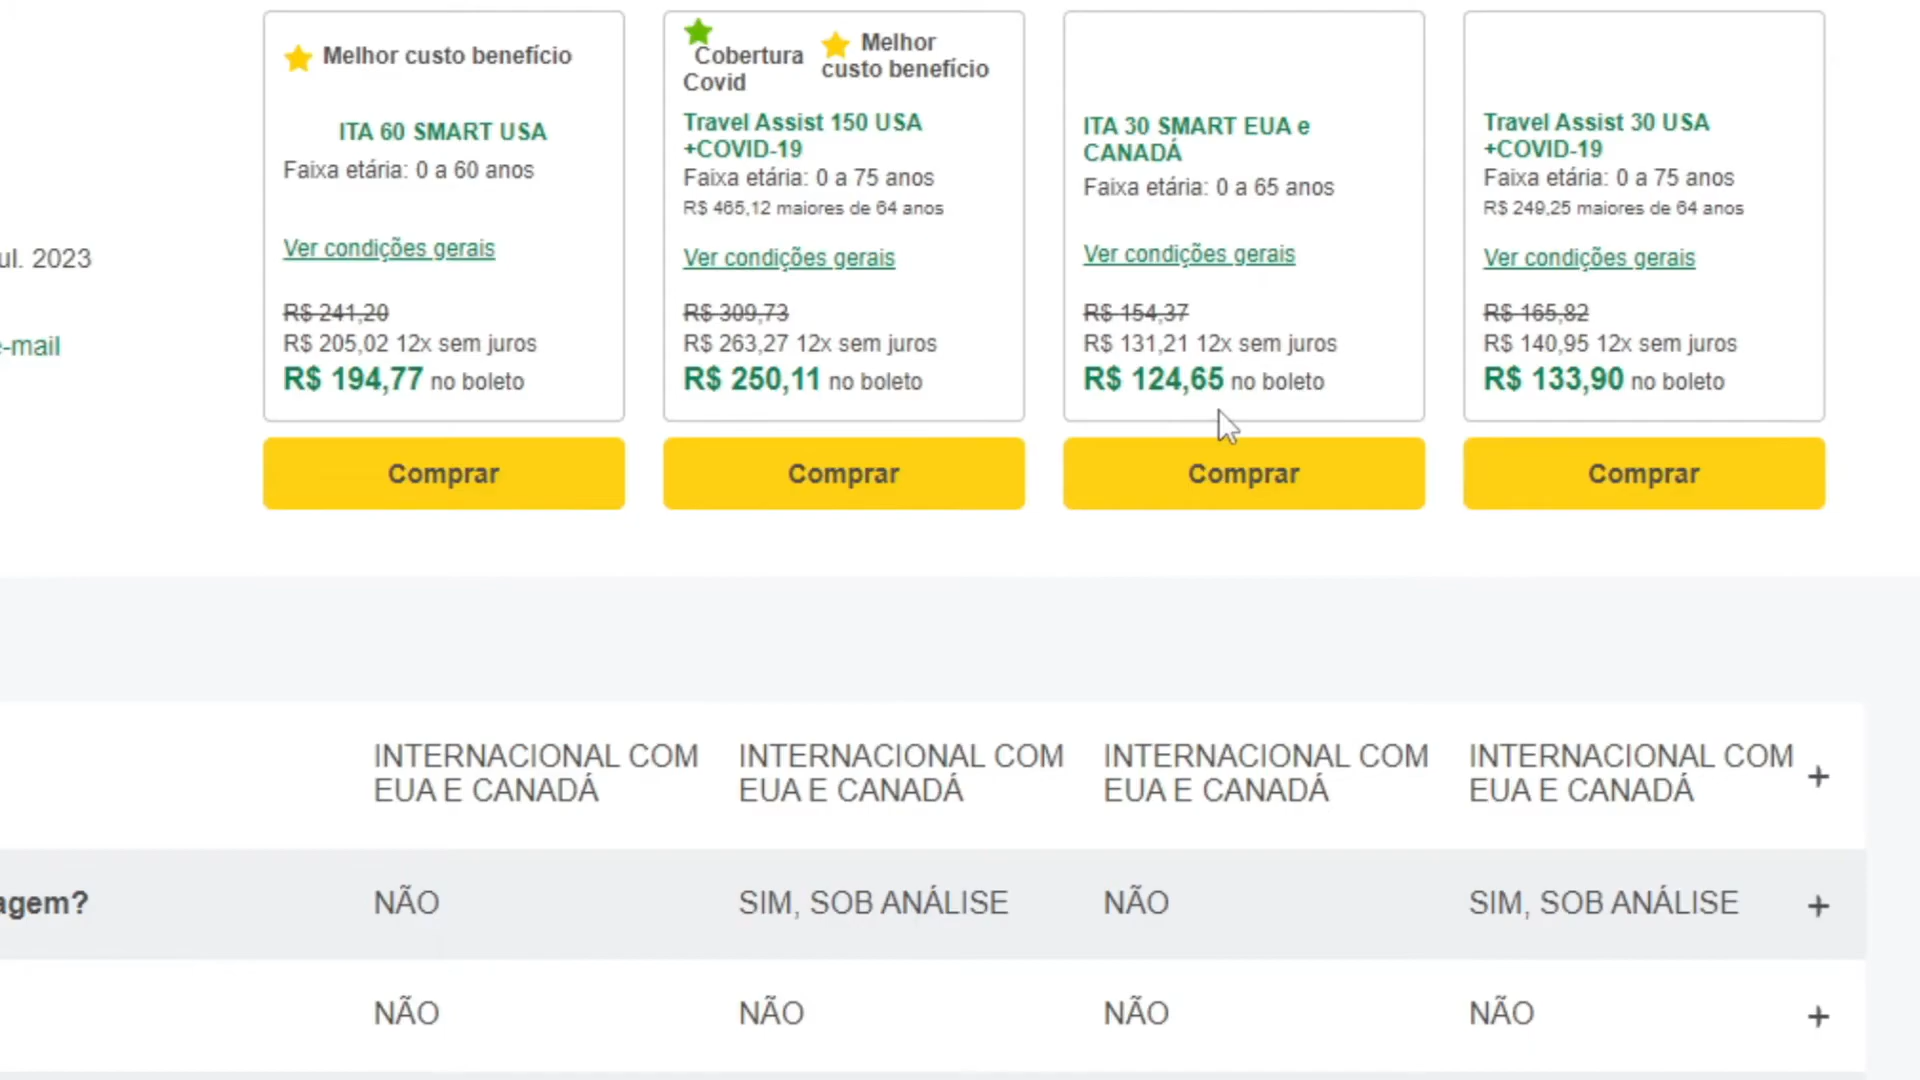 Melhor custo benefício
ITA 60 SMART USA
Faixa etária: 0 a 60 anos
Ver condições gerais
R$ 241,20
R$ 205,02 12x sem juros
R$ 194,77 no boleto
Comprar
Cobertura
Covid
Melhor
custo benefício
Travel Assist 150 USA
+COVID-19
Faixa etária: 0 a 75 anos
R$ 465,12 maiores de 64 anos
Ver condições gerais
R$ 309,73
R$ 263,27 12x sem juros
R$ 250,11 no boleto
Comprar
ITA 30 SMART EUA e
CANADÁ
Faixa etária: 0 a 65 anos
Ver condições gerais
R$ 154,37
R$ 131,21 12x sem juros
R$ 124,65 no boleto
Comprar
Travel Assist 30 USA
+COVID-19
Faixa etária: 0 a 75 anos
R$ 249,25 maiores de 64 anos
Ver condições gerais
R$ 165,82
R$ 140,95 12x sem juros
R$ 133,90 no boleto
Comprar
ul. 2023
e-mail
INTERNACIONAL COM
EUA E CANADÁ
INTERNACIONAL COM
EUA E CANADÁ
INTERNACIONAL COM
EUA E CANADÁ
INTERNACIONAL COM
EUA E CANADÁ
+
agem? NÃO SIM, SOB ANÁLISE NÃO SIM, SOB ANÁLISE +
NÃO NÃO NÃO NÃO +